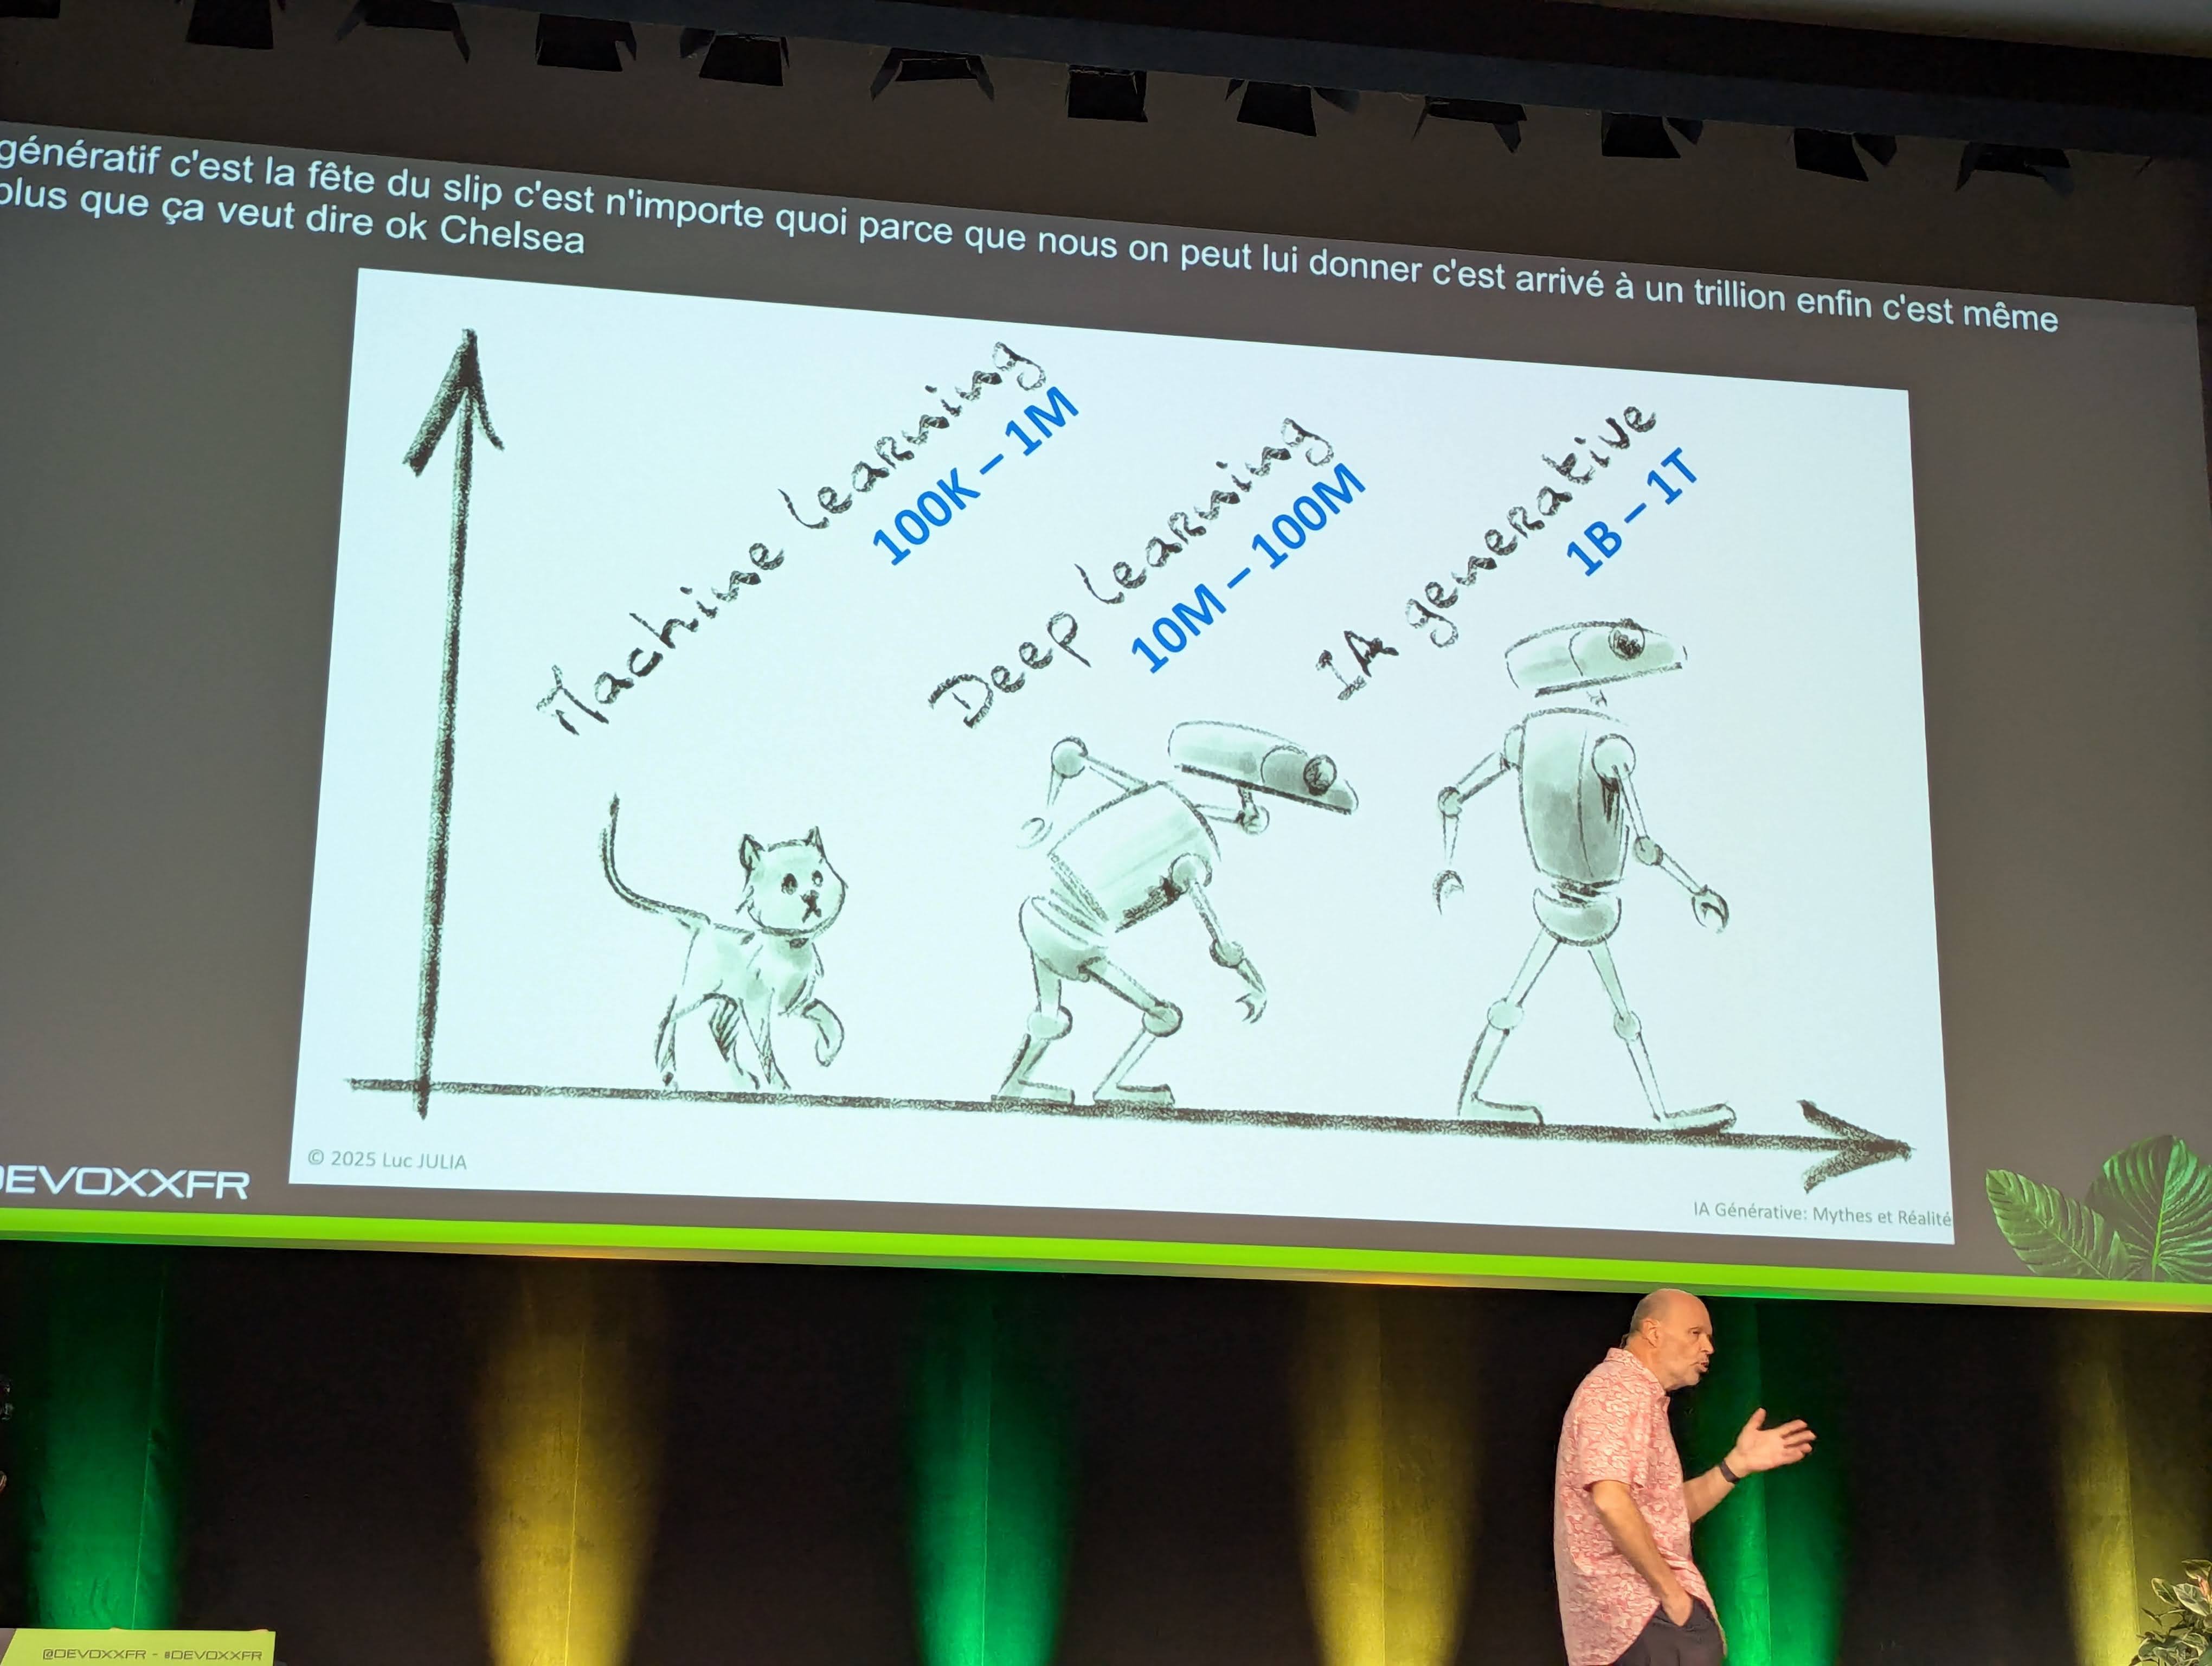 génératif c'est la fête du slip c'est n'importe quoi parce que nous on peut lui donner c'est arrivé à un trillion enfin c'est même
plus que ça veut dire ok Chelsea
Machine Learning
100K – 1M
Deep Learning
10M – 100M
IA generative
1B – 1T
© 2025 Luc JULIA
IA Générative: Mythes et Réalité
DEVOXXFR
@DEVOXXFR - #DEVOXXFR